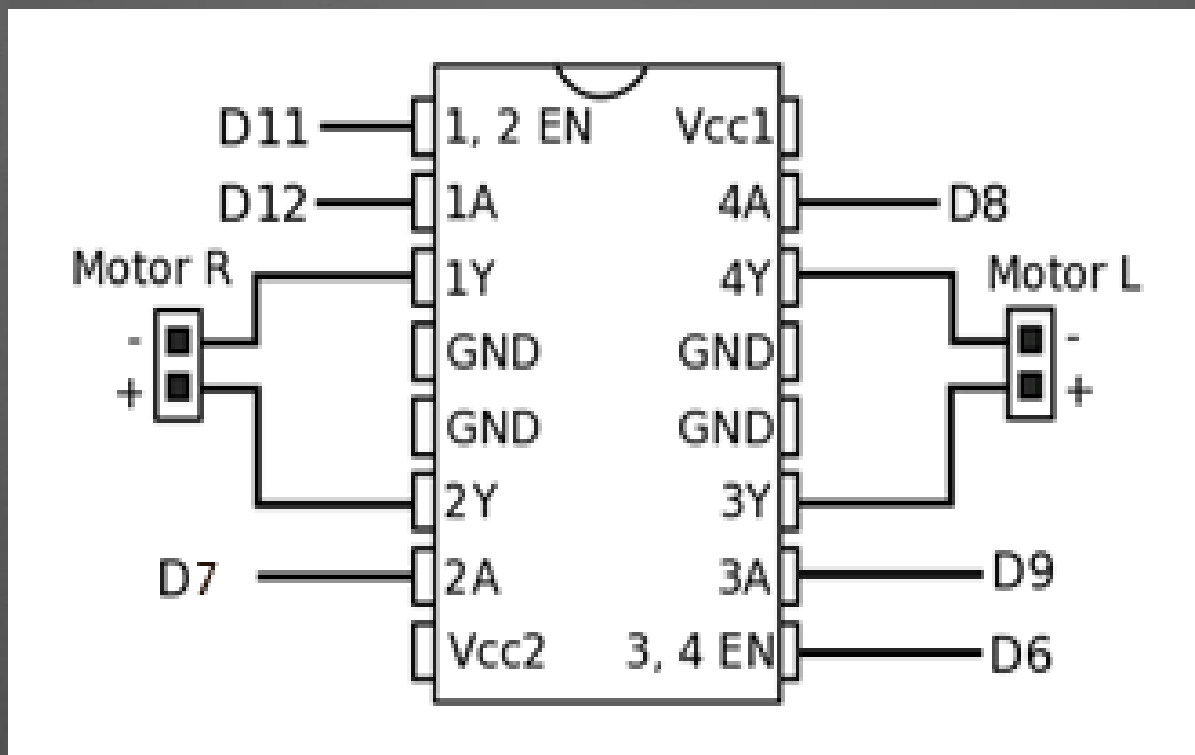 D11 1, 2 EN Vcc1
D12 1A 4A D8
Motor R 1Y 4Y Motor L
- GND GND -
+ GND GND +
2Y 3Y
D7 2A 3A D9
Vcc2 3, 4 EN D6